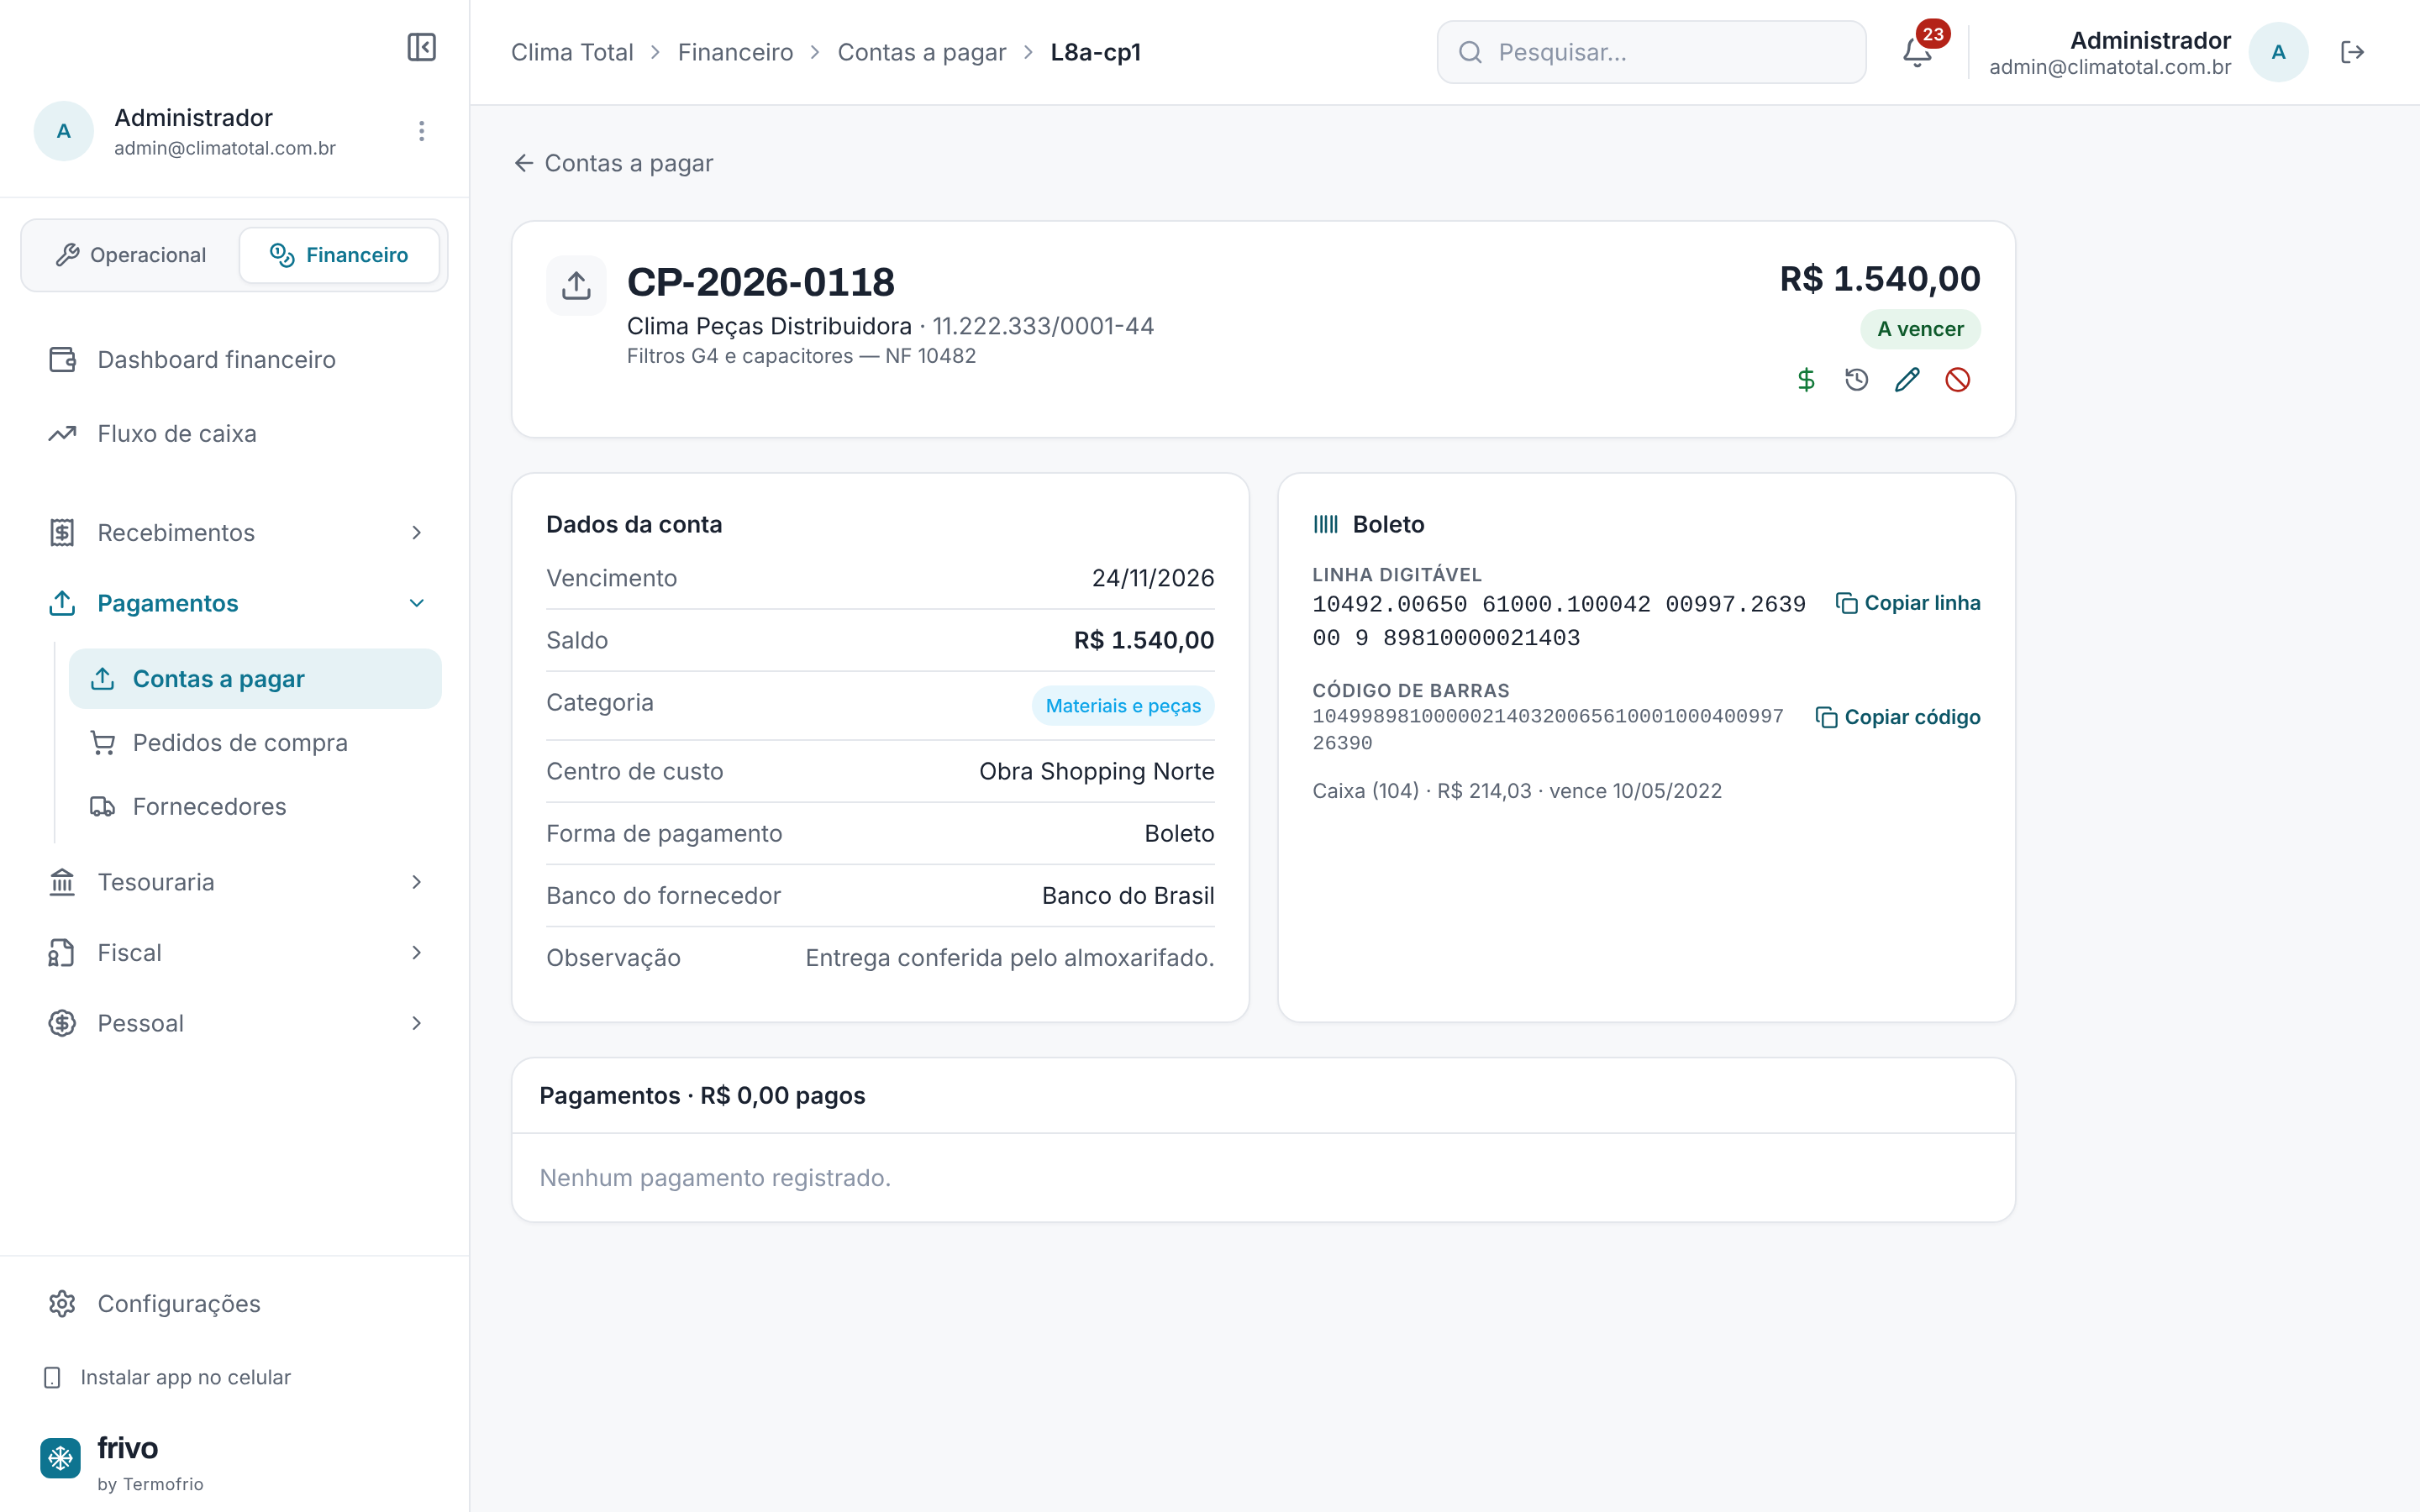 Clima Total > Financeiro > Contas a pagar > L8a-cp1
Pesquisar...
23
Administrador
admin@climatotal.com.br
A
A
Administrador
admin@climatotal.com.br
Operacional
Financeiro
Dashboard financeiro
Fluxo de caixa
Recebimentos
Pagamentos
Contas a pagar
Pedidos de compra
Fornecedores
Tesouraria
Fiscal
Pessoal
Configurações
Instalar app no celular
frivo
by Termofrio
Contas a pagar
CP-2026-0118
Clima Peças Distribuidora · 11.222.333/0001-44
Filtros G4 e capacitores — NF 10482
R$ 1.540,00
A vencer
Dados da conta
Vencimento 24/11/2026
Saldo R$ 1.540,00
Categoria Materiais e peças
Centro de custo Obra Shopping Norte
Forma de pagamento Boleto
Banco do fornecedor Banco do Brasil
Observação Entrega conferida pelo almoxarifado.
Boleto
LINHA DIGITÁVEL
10492.00650 61000.100042 00997.2639
00 9 89810000021403
Copiar linha
CÓDIGO DE BARRAS
104998981000002140320065610001000400997
26390
Copiar código
Caixa (104) · R$ 214,03 · vence 10/05/2022
Pagamentos · R$ 0,00 pagos
Nenhum pagamento registrado.